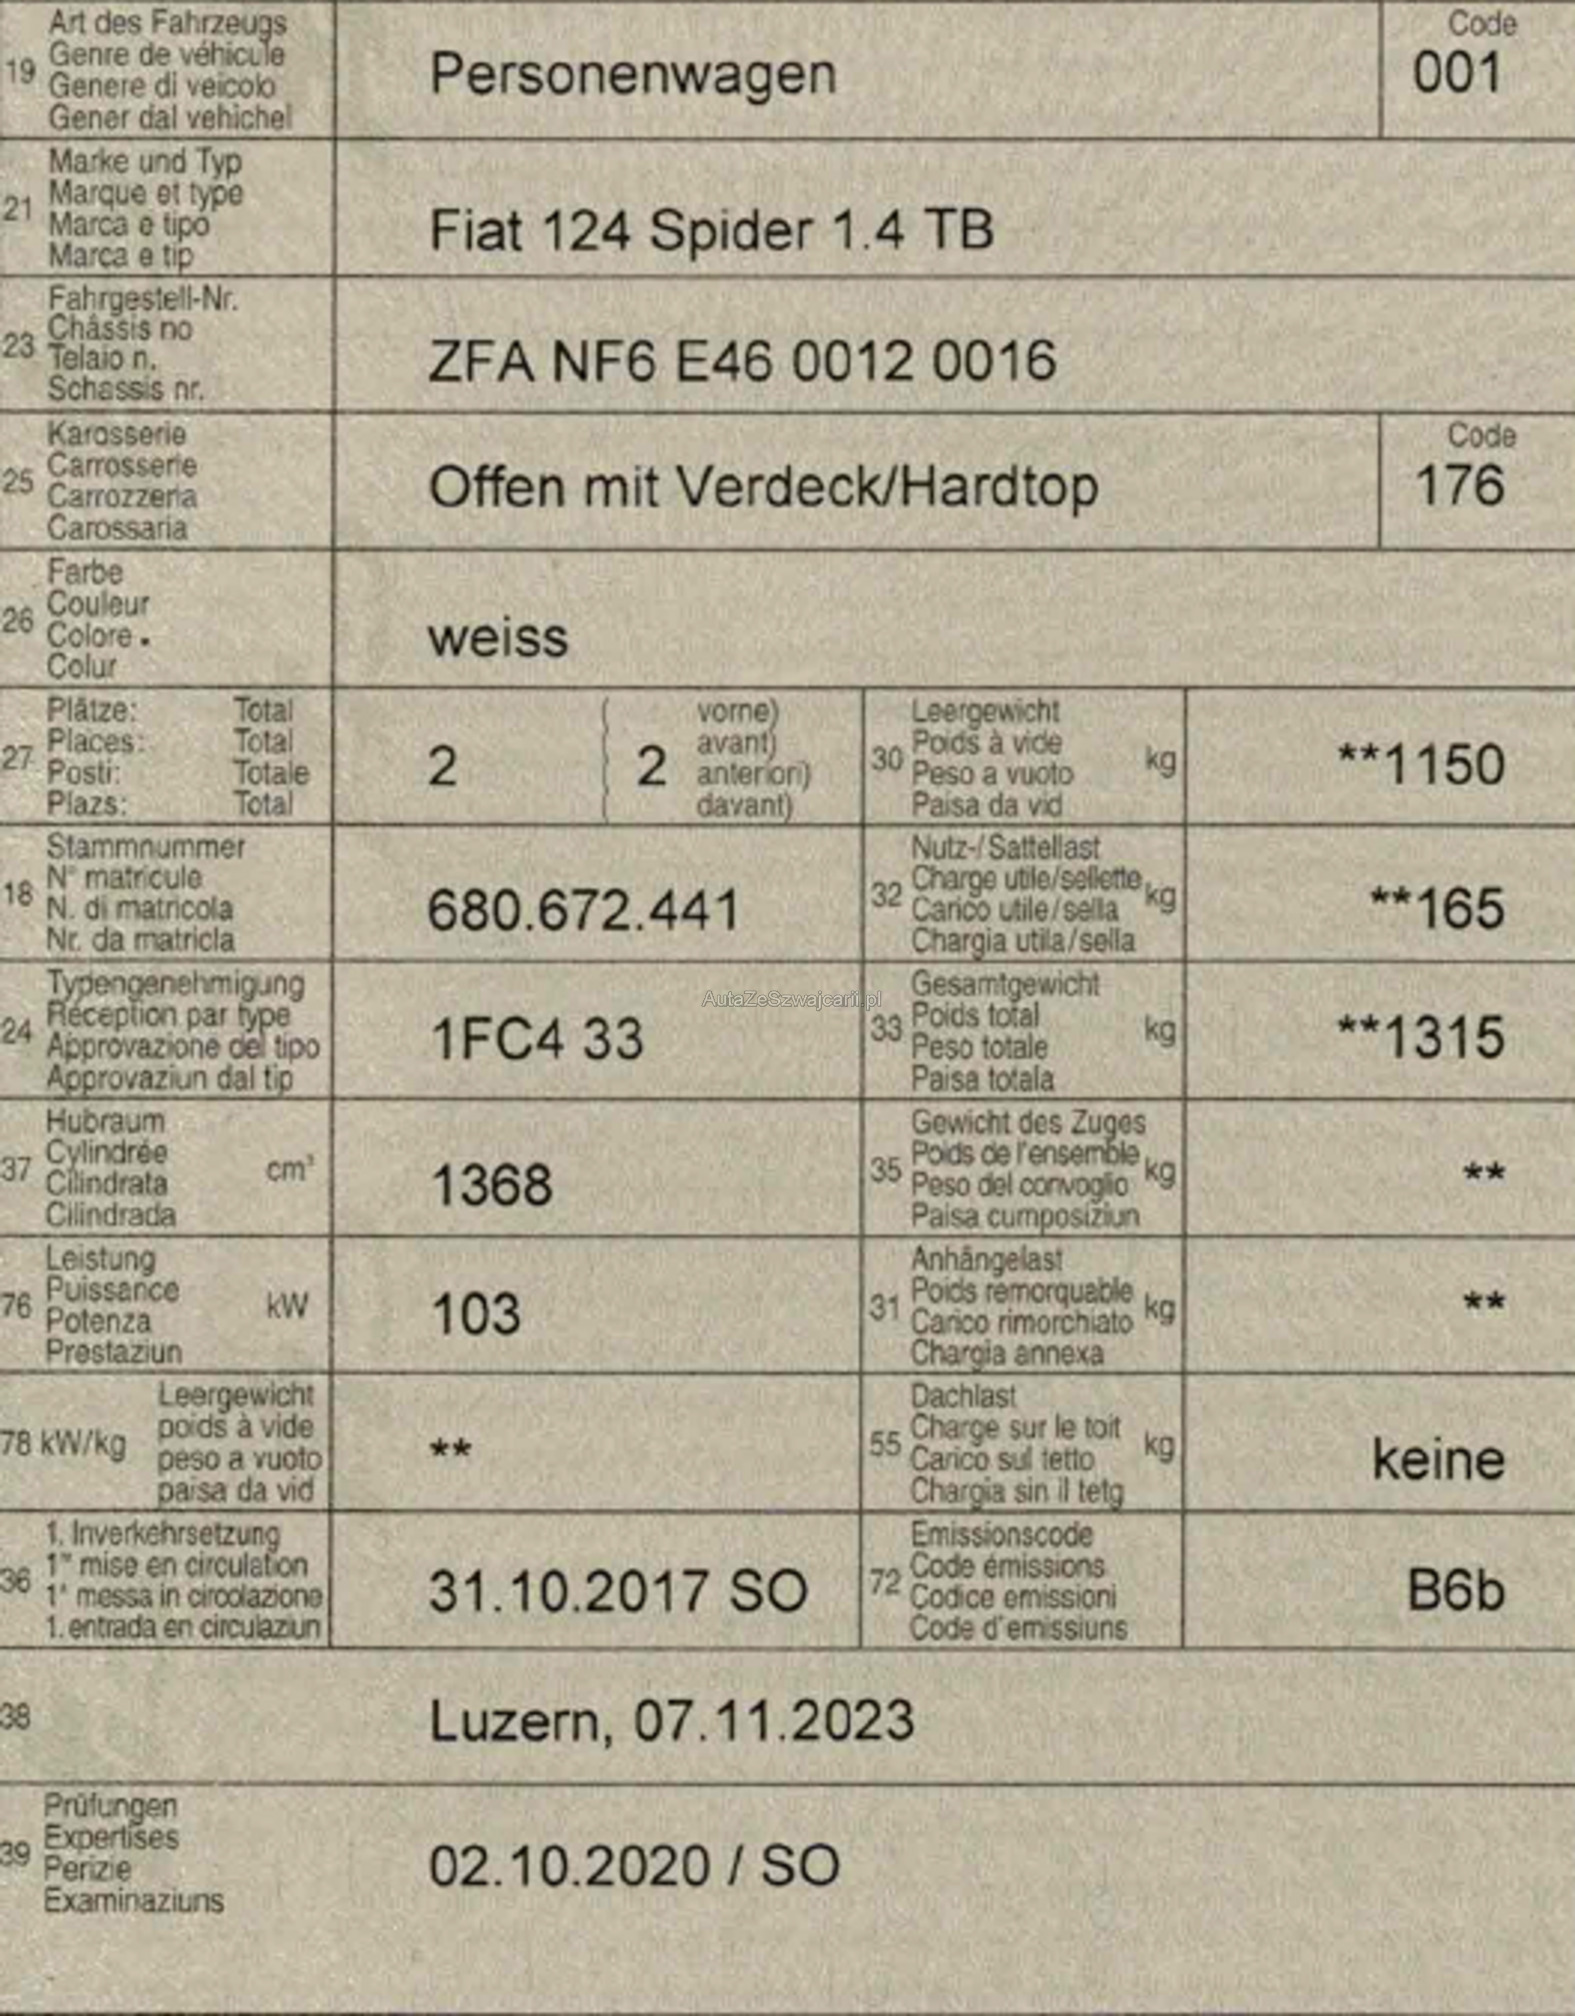 19 Art des Fahrzeugs
Genre de véhicule
Genere di veicolo
Gener dal vehichel
Personenwagen
Code
001
21 Marke und Typ
Marque et type
Marca e tipo
Marca e tip
Fiat 124 Spider 1.4 TB
23 Fahrgestell-Nr.
Châssis no
Telaio n.
Schassis nr.
ZFA NF6 E46 0012 0016
25 Karosserie
Carrosserie
Carrozzeria
Carossaria
Offen mit Verdeck/Hardtop
Code
176
26 Farbe
Couleur
Colore
Colur
weiss
27 Plätze: Total
Places: Total
Posti: Totale
Plazs: Total
2 ( 2 vorne)
avant)
anteriori)
davant)
30 Leergewicht
Poids à vide kg
Peso a vuoto
Paisa da vid
**1150
18 Stammnummer
N° matricule
N. di matricola
Nr. da matricla
680.672.441
32 Nutz-/Sattellast
Charge utile/sellette kg
Carico utile/sella
Chargia utila/sella
**165
24 Typengenehmigung
Réception par type
Approvazione del tipo
Approvaziun dal tip
1FC4 33
AutaZeSzwajcarii.pl
33 Gesamtgewicht
Poids total kg
Peso totale
Paisa totala
**1315
37 Hubraum
Cylindrée cm³
Cilindrata
Cilindrada
1368
35 Gewicht des Zuges
Poids de l'ensemble kg
Peso del convoglio
Paisa cumposiziun
**
76 Leistung
Puissance kW
Potenza
Prestaziun
103
31 Anhängelast
Poids remorquable kg
Carico rimorchiato
Chargia annexa
**
78 kW/kg Leergewicht
poids à vide
peso a vuoto
paisa da vid
**
55 Dachlast
Charge sur le toit kg
Carico sul tetto
Chargia sin il tetg
keine
36 1. Inverkehrsetzung
1re mise en circulation
1a messa in circolazione
1. entrada en circulaziun
31.10.2017 SO
72 Emissionscode
Code émissions
Codice emissioni
Code d'emissiuns
B6b
38 Luzern, 07.11.2023
39 Prüfungen
Expertises
Perizie
Examinaziuns
02.10.2020 / SO